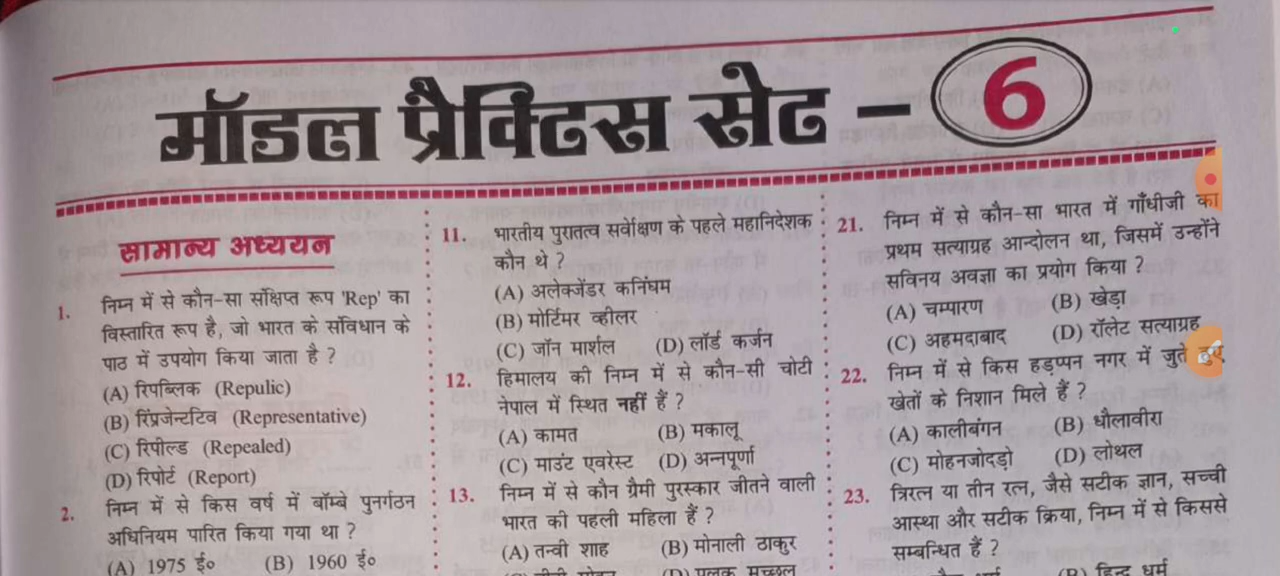 मॉडल प्रैक्टिस सेट – 6
सामान्य अध्ययन
1. निम्न में से कौन-सा संक्षिप्त रूप 'Rep' का
विस्तारित रूप है, जो भारत के संविधान के
पाठ में उपयोग किया जाता है ?
(A) रिपब्लिक (Repulic)
(B) रिप्रिजेन्टटिव (Representative)
(C) रिपील्ड (Repealed)
(D) रिपोर्ट (Report)
2. निम्न में से किस वर्ष में बॉम्बे पुनर्गठन
अधिनियम पारित किया गया था ?
(A) 1975 ई० (B) 1960 ई०
11. भारतीय पुरातत्व सर्वेक्षण के पहले महानिदेशक
कौन थे ?
(A) अलेक्जेंडर कनिंघम
(B) मोर्टिमर व्हीलर
(C) जॉन मार्शल (D) लॉर्ड कर्जन
12. हिमालय की निम्न में से कौन-सी चोटी
नेपाल में स्थित नहीं हैं ?
(A) कामत (B) मकालू
(C) माउंट एवरेस्ट (D) अन्नपूर्णा
13. निम्न में से कौन ग्रैमी पुरस्कार जीतने वाली
भारत की पहली महिला हैं ?
(A) तन्वी शाह (B) मोनाली ठाकुर
(D) पलक मुच्छल
21. निम्न में से कौन-सा भारत में गाँधीजी का
प्रथम सत्याग्रह आन्दोलन था, जिसमें उन्होंने
सविनय अवज्ञा का प्रयोग किया ?
(A) चम्पारण (B) खेड़ा
(C) अहमदाबाद (D) रॉलेट सत्याग्रह
22. निम्न में से किस हड़प्पन नगर में जुते हुए
खेतों के निशान मिले हैं ?
(A) कालीबंगन (B) धौलावीरा
(C) मोहनजोदड़ो (D) लोथल
23. त्रिरत्न या तीन रत्न, जैसे सटीक ज्ञान, सच्ची
आस्था और सटीक क्रिया, निम्न में से किससे
सम्बन्धित हैं ?
(B) हिन्दू धर्म